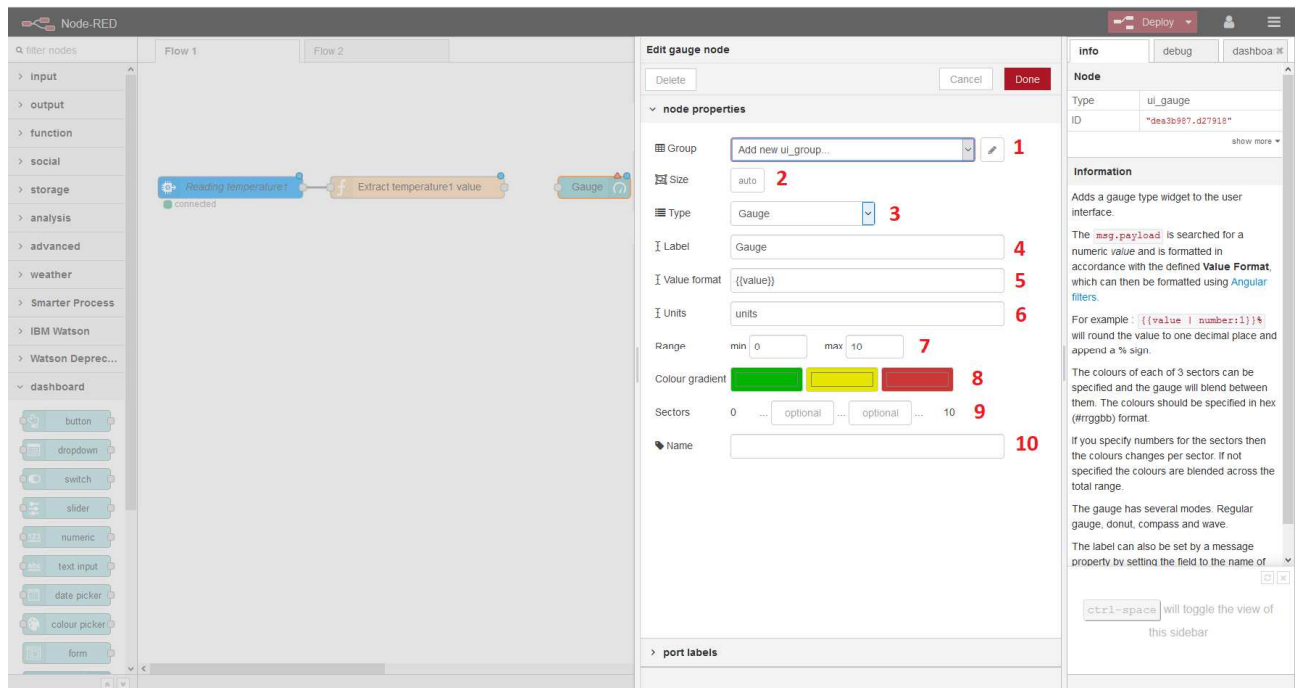 Node-RED
Deploy
filter nodes
> input
> output
> function
> social
> storage
> analysis
> advanced
> weather
> Smarter Process
> IBM Watson
> Watson Deprec...
dashboard
button
dropdown
switch
slider
numeric
text input
date picker
colour picker
form
Flow 1
Flow 2
Reading temperature1
connected
f
Extract temperature1 value
Gauge
Edit gauge node
Delete
Cancel
Done
node properties
Group
Add new ui_group...
1
Size
auto
2
Type
Gauge
3
Label
Gauge
4
Value format
{{value}}
5
Units
units
6
Range
min 0
max 10
7
Colour gradient
8
Sectors
0 ... optional ... optional ... 10
9
Name
10
> port labels
info
debug
dashboa
Node
Type
ui_gauge
ID
"dea3b987.d27918"
show more
Information
Adds a gauge type widget to the user
interface.
The msg.payload is searched for a
numeric value and is formatted in
accordance with the defined Value Format,
which can then be formatted using Angular
filters.
For example : {{value | number:1}}%
will round the value to one decimal place and
append a % sign.
The colours of each of 3 sectors can be
specified and the gauge will blend between
them. The colours should be specified in hex
(#rrggbb) format.
If you specify numbers for the sectors then
the colours changes per sector. If not
specified the colours are blended across the
total range.
The gauge has several modes. Regular
gauge, donut, compass and wave.
The label can also be set by a message
property by setting the field to the name of
ctrl-space will toggle the view of
this sidebar